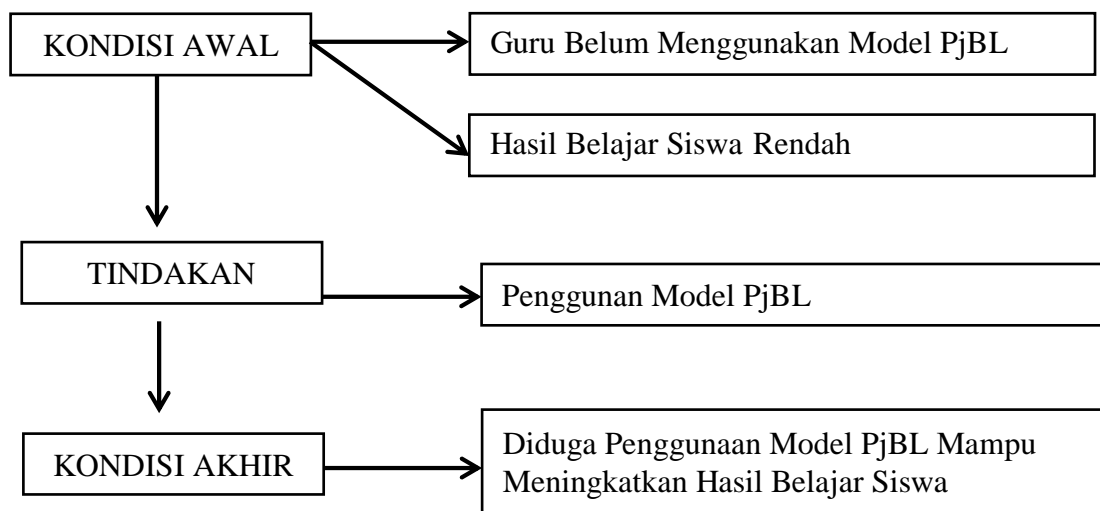 KONDISI AWAL
Guru Belum Menggunakan Model PjBL
Hasil Belajar Siswa Rendah
TINDAKAN
Penggunan Model PjBL
KONDISI AKHIR
Diduga Penggunaan Model PjBL Mampu
Meningkatkan Hasil Belajar Siswa